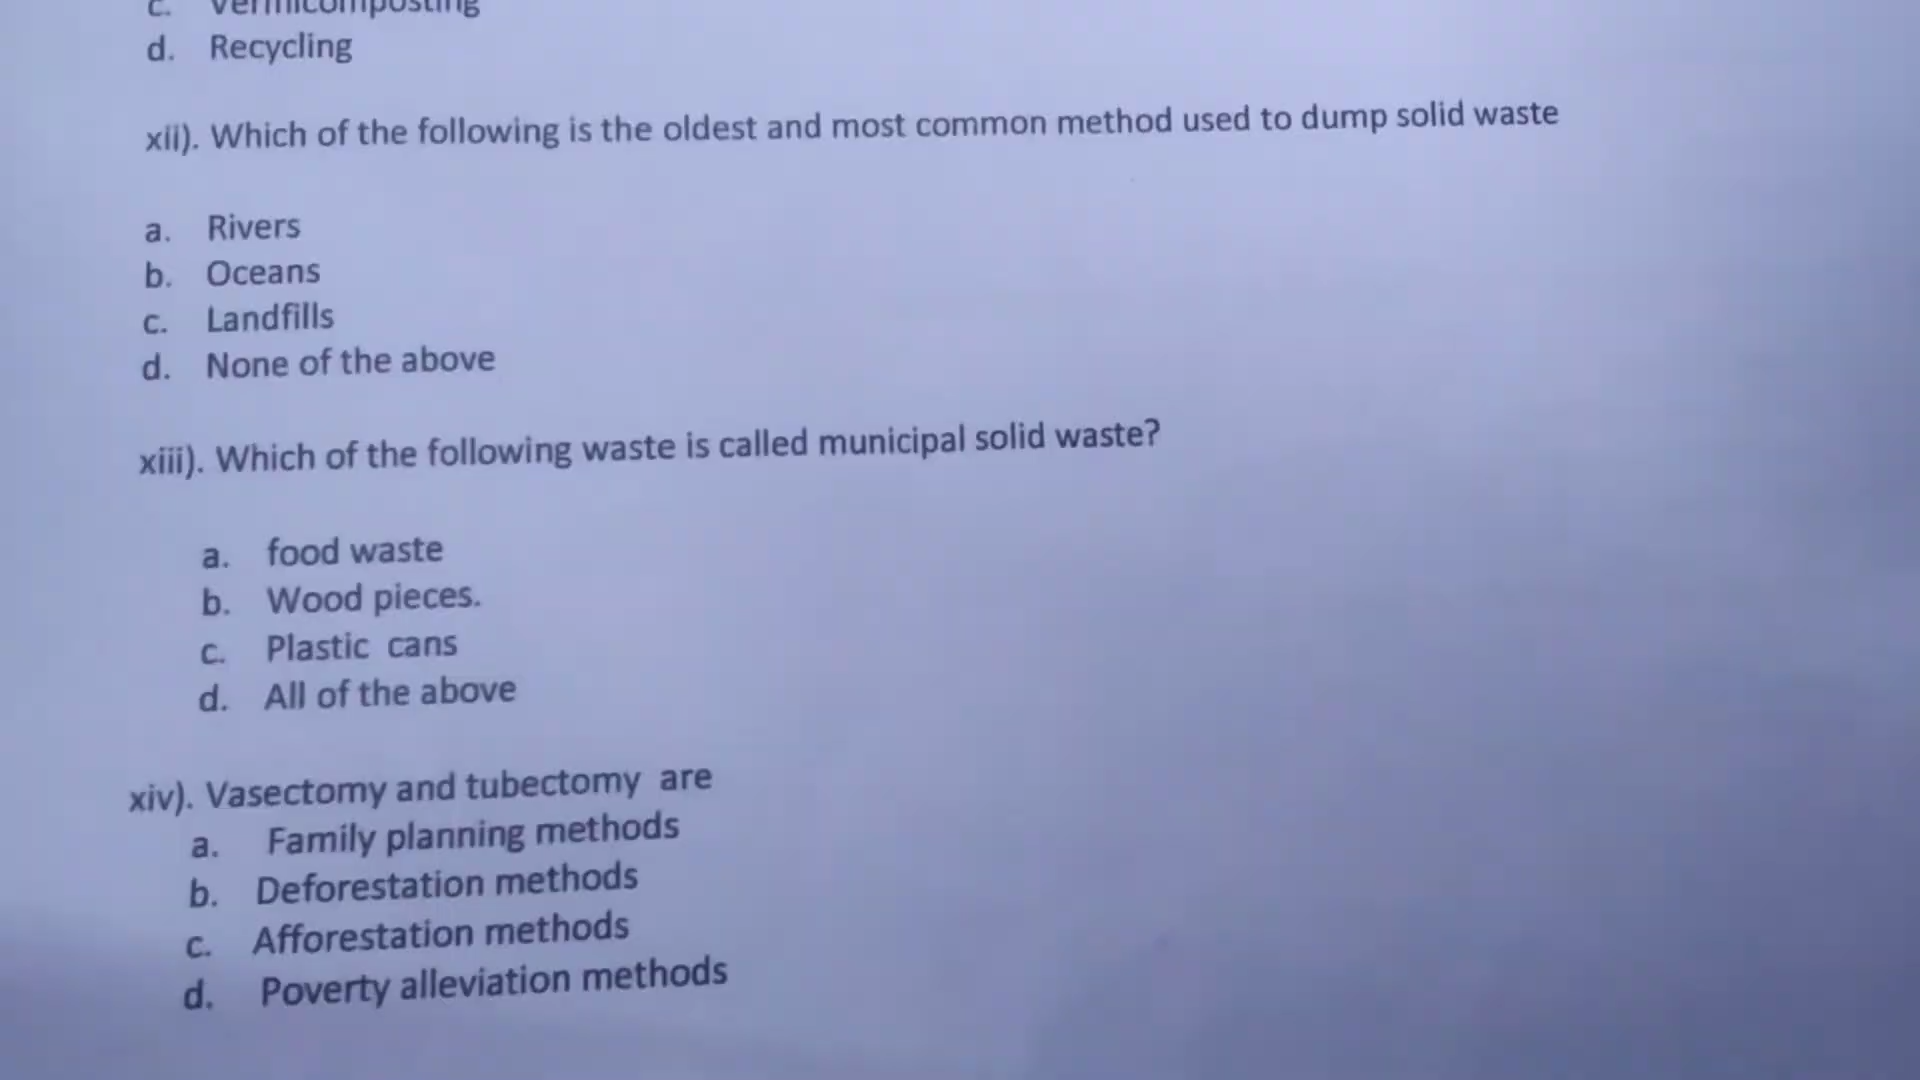 c. Vermicomposting
d. Recycling
xii). Which of the following is the oldest and most common method used to dump solid waste
a. Rivers
b. Oceans
c. Landfills
d. None of the above
xiii). Which of the following waste is called municipal solid waste?
a. food waste
b. Wood pieces.
c. Plastic cans
d. All of the above
xiv). Vasectomy and tubectomy are
a. Family planning methods
b. Deforestation methods
c. Afforestation methods
d. Poverty alleviation methods